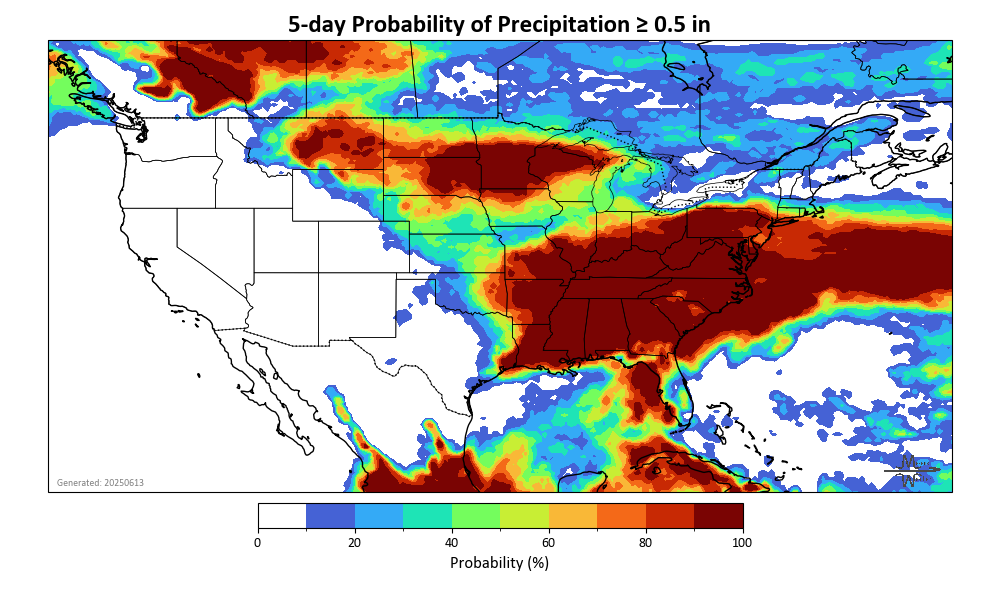 5-day Probability of Precipitation ≥ 0.5 in
Generated: 20250613
0 20 40 60 80 100
Probability (%)